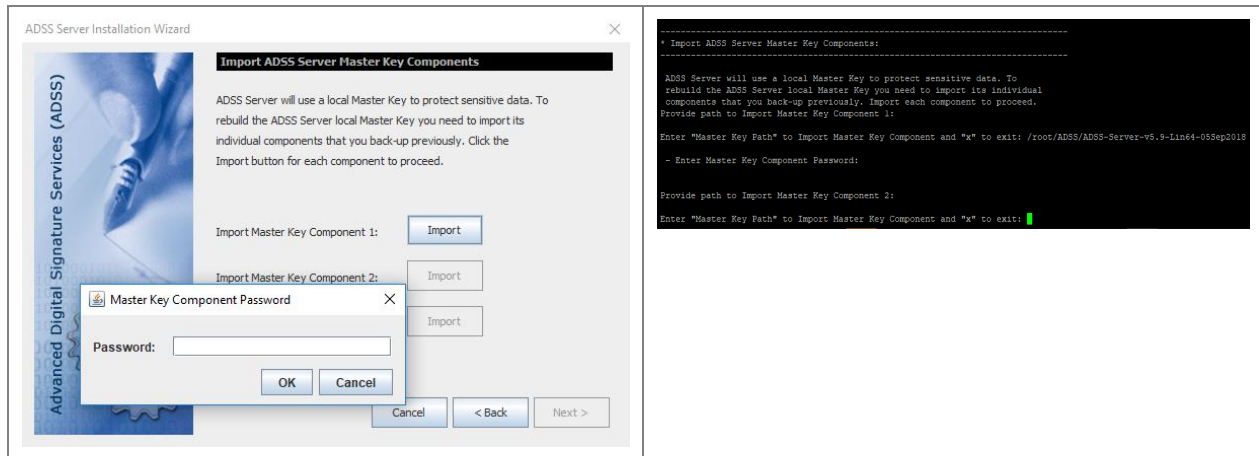 ADSS Server Installation Wizard
Advanced Digital Signature Services (ADSS)
Import ADSS Server Master Key Components
ADSS Server will use a local Master Key to protect sensitive data. To
rebuild the ADSS Server local Master Key you need to import its
individual components that you back-up previously. Click the
Import button for each component to proceed.
Import Master Key Component 1:
Import
Import Master Key Component 2:
Import
Import
Master Key Component Password
Password:
OK
Cancel
Cancel
< Back
Next >
* Import ADSS Server Master Key Components:
ADSS Server will use a local Master Key to protect sensitive data. To
rebuild the ADSS Server local Master Key you need to import its individual
components that you back-up previously. Import each component to proceed.
Provide path to Import Master Key Component 1:
Enter "Master Key Path" to Import Master Key Component and "x" to exit: /root/ADSS/ADSS-Server-v5.9-Lin64-05Sep2018
- Enter Master Key Component Password:
Provide path to Import Master Key Component 2:
Enter "Master Key Path" to Import Master Key Component and "x" to exit: